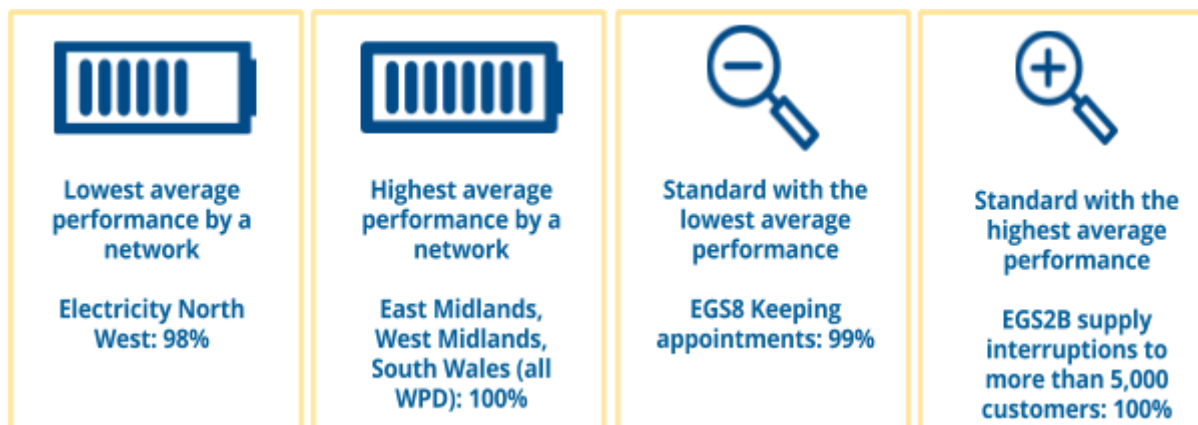 Lowest average
performance by a
network
Electricity North
West: 98%
Highest average
performance by a
network
East Midlands,
West Midlands,
South Wales (all
WPD): 100%
Standard with the
lowest average
performance
EGS8 Keeping
appointments: 99%
Standard with the
highest average
performance
EGS2B supply
interruptions to
more than 5,000
customers: 100%